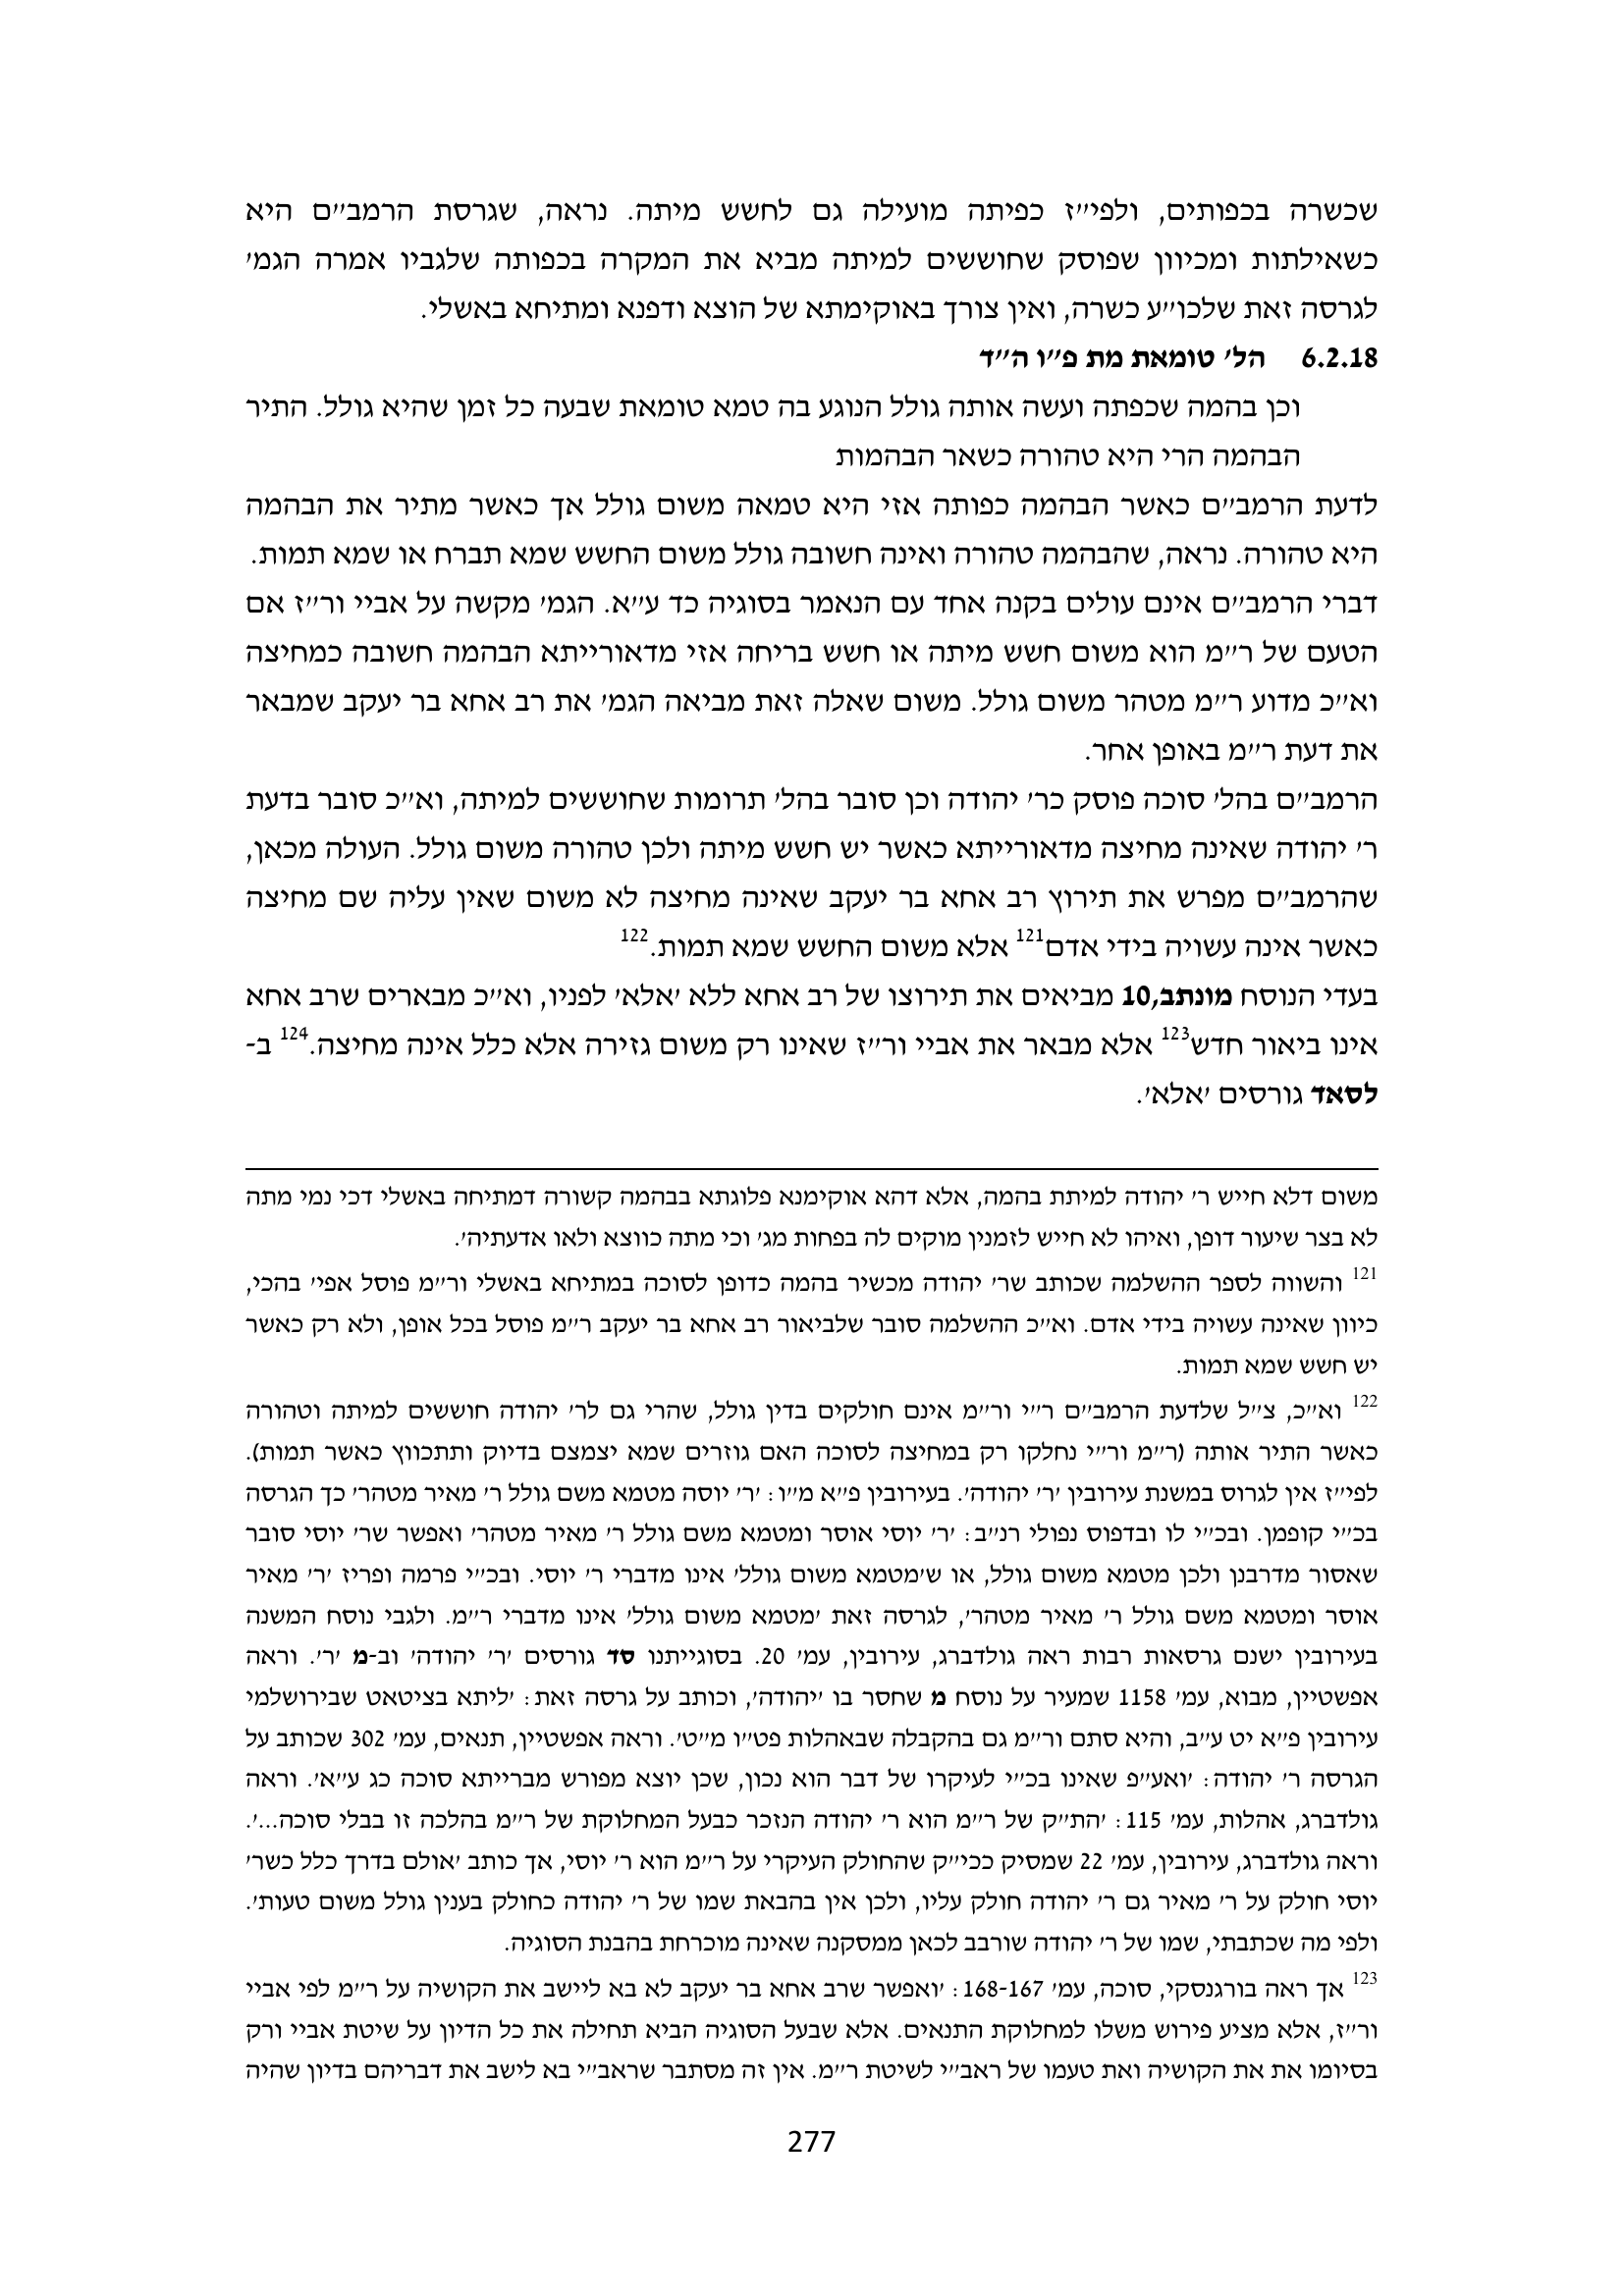 שכשרה בכפותים, ולפי״ז כפיתה מועילה גם לחשש מיתה. נראה, שגרסת הרמב״ם היא
כשאילתות ומכיוון שפוסק שחוששים למיתה מביא את המקרה בכפותה שלגביו אמרה הגמ׳
לגרסה זאת שלכו״ע כשרה, ואין צורך באוקימתא של הוצא ודפנא ומתיחא באשלי.
6.2.18 הל׳ טומאת מת פ״ו ה״ד
וכן בהמה שכפתה ועשה אותה גולל הנוגע בה טמא טומאת שבעה כל זמן שהיא גולל. התיר
הבהמה הרי היא טהורה כשאר הבהמות
לדעת הרמב״ם כאשר הבהמה כפותה אזי היא טמאה משום גולל אך כאשר מתיר את הבהמה
היא טהורה. נראה, שהבהמה טהורה ואינה חשובה גולל משום החשש שמא תברח או שמא תמות.
דברי הרמב״ם אינם עולים בקנה אחד עם הנאמר בסוגיה כד ע״א. הגמ׳ מקשה על אביי ור״ז אם
הטעם של ר״מ הוא משום חשש מיתה או חשש בריחה אזי מדאורייתא הבהמה חשובה כמחיצה
וא״כ מדוע ר״מ מטהר משום גולל. משום שאלה זאת מביאה הגמ׳ את רב אחא בר יעקב שמבאר
את דעת ר״מ באופן אחר.
הרמב״ם בהל׳ סוכה פוסק כר׳ יהודה וכן סובר בהל׳ תרומות שחוששים למיתה, וא״כ סובר בדעת
ר׳ יהודה שאינה מחיצה מדאורייתא כאשר יש חשש מיתה ולכן טהורה משום גולל. העולה מכאן,
שהרמב״ם מפרש את תירוץ רב אחא בר יעקב שאינה מחיצה לא משום שאין עליה שם מחיצה
כאשר אינה עשויה בידי אדם121 אלא משום החשש שמא תמות.122
בעדי הנוסח מונתב,10 מביאים את תירוצו של רב אחא ללא ׳אלא׳ לפניו, וא״כ מבארים שרב אחא
אינו ביאור חדש123 אלא מבאר את אביי ור״ז שאינו רק משום גזירה אלא כלל אינה מחיצה.124 ב-
לסאד גורסים ׳אלא׳.
משום דלא חייש ר׳ יהודה למיתת בהמה, אלא דהא אוקימנא פלוגתא בבהמה קשורה דמתיחה באשלי דכי נמי מתה
לא בצר שיעור דופן, ואיהו לא חייש לזמנין מוקים לה בפחות מג׳ וכי מתה כווצא ולאו אדעתיה׳.
121 והשווה לספר ההשלמה שכותב שר׳ יהודה מכשיר בהמה כדופן לסוכה במתיחא באשלי ור״מ פוסל אפי׳ בהכי,
כיוון שאינה עשויה בידי אדם. וא״כ ההשלמה סובר שלביאור רב אחא בר יעקב ר״מ פוסל בכל אופן, ולא רק כאשר
יש חשש שמא תמות.
122 וא״כ, צ״ל שלדעת הרמב״ם ר״י ור״מ אינם חולקים בדין גולל, שהרי גם לר׳ יהודה חוששים למיתה וטהורה
כאשר התיר אותה (ר״מ ור״י נחלקו רק במחיצה לסוכה האם גוזרים שמא יצמצם בדיוק ותתכווץ כאשר תמות).
לפי״ז אין לגרוס במשנת עירובין ׳ר׳ יהודה׳. בעירובין פ״א מ״ו: ׳ר׳ יוסה מטמא משם גולל ר׳ מאיר מטהר׳ כך הגרסה
בכ״י קופמן. ובכ״י לו ובדפוס נפולי רנ״ב: ׳ר׳ יוסי אוסר ומטמא משם גולל ר׳ מאיר מטהר׳ ואפשר שר׳ יוסי סובר
שאסור מדרבנן ולכן מטמא משום גולל, או ש׳מטמא משום גולל׳ אינו מדברי ר׳ יוסי. ובכ״י פרמה ופריז ׳ר׳ מאיר
אוסר ומטמא משם גולל ר׳ מאיר מטהר׳, לגרסה זאת ׳מטמא משום גולל׳ אינו מדברי ר״מ. ולגבי נוסח המשנה
בעירובין ישנם גרסאות רבות ראה גולדברג, עירובין, עמ׳ 20. בסוגייתנו סד גורסים ׳ר׳ יהודה׳ וב-מ ׳ר׳. וראה
אפשטיין, מבוא, עמ׳ 1158 שמעיר על נוסח מ שחסר בו ׳יהודה׳, וכותב על גרסה זאת: ׳ליתא בציטאט שבירושלמי
עירובין פ״א יט ע״ב, והיא סתם ור״מ גם בהקבלה שבאהלות פט״ו מ״ט׳. וראה אפשטיין, תנאים, עמ׳ 302 שכותב על
הגרסה ר׳ יהודה: ׳ואע״פ שאינו בכ״י לעיקרו של דבר הוא נכון, שכן יוצא מפורש מברייתא סוכה כג ע״א׳. וראה
גולדברג, אהלות, עמ׳ 115: ׳הת״ק של ר״מ הוא ר׳ יהודה הנזכר כבעל המחלוקת של ר״מ בהלכה זו בבלי סוכה...׳.
וראה גולדברג, עירובין, עמ׳ 22 שמסיק ככי״ק שהחולק העיקרי על ר״מ הוא ר׳ יוסי, אך כותב ׳אולם בדרך כלל כשר׳
יוסי חולק על ר׳ מאיר גם ר׳ יהודה חולק עליו, ולכן אין בהבאת שמו של ר׳ יהודה כחולק בענין גולל משום טעות׳.
ולפי מה שכתבתי, שמו של ר׳ יהודה שורבב לכאן ממסקנה שאינה מוכרחת בהבנת הסוגיה.
123 אך ראה בורגנסקי, סוכה, עמ׳ 168-167: ׳ואפשר שרב אחא בר יעקב לא בא ליישב את הקושיה על ר״מ לפי אביי
ור״ז, אלא מציע פירוש משלו למחלוקת התנאים. אלא שבעל הסוגיה הביא תחילה את כל הדיון על שיטת אביי ורק
בסיומו את את הקושיה ואת טעמו של ראב״י לשיטת ר״מ. אין זה מסתבר שראב״י בא לישב את דבריהם בדיון שהיה
277